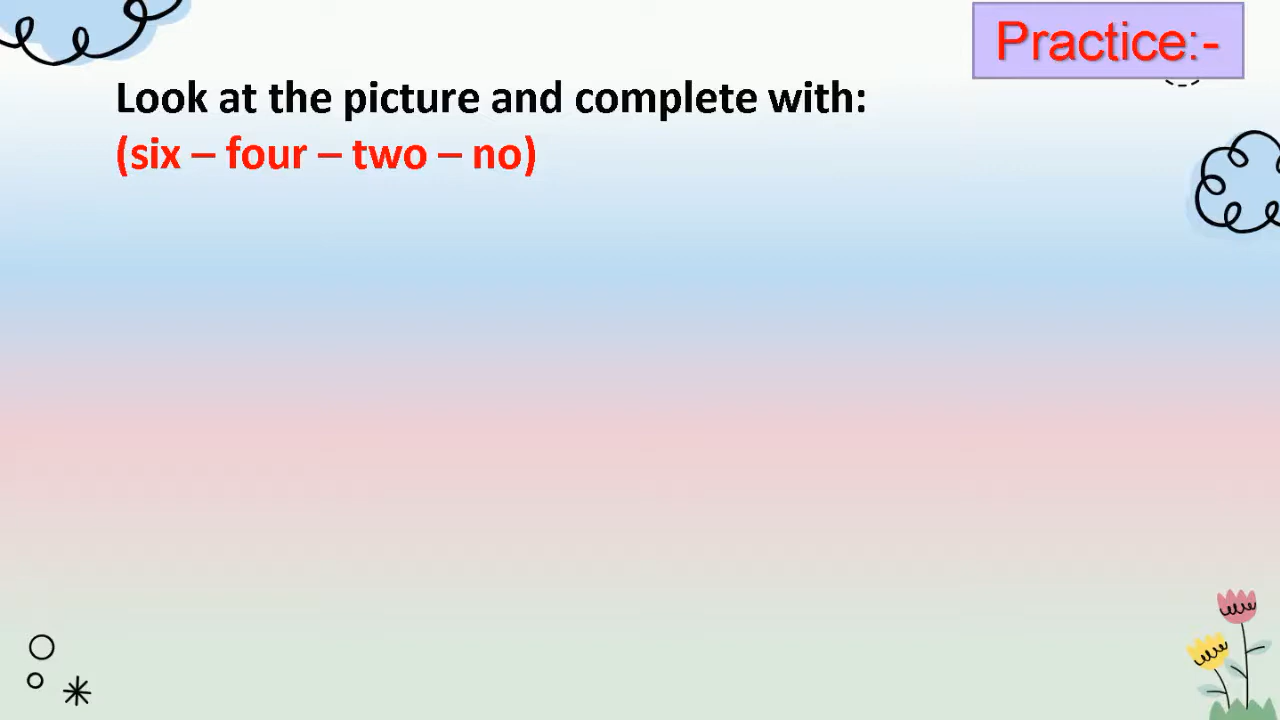 Practice:-
Look at the picture and complete with:
(six – four – two – no)